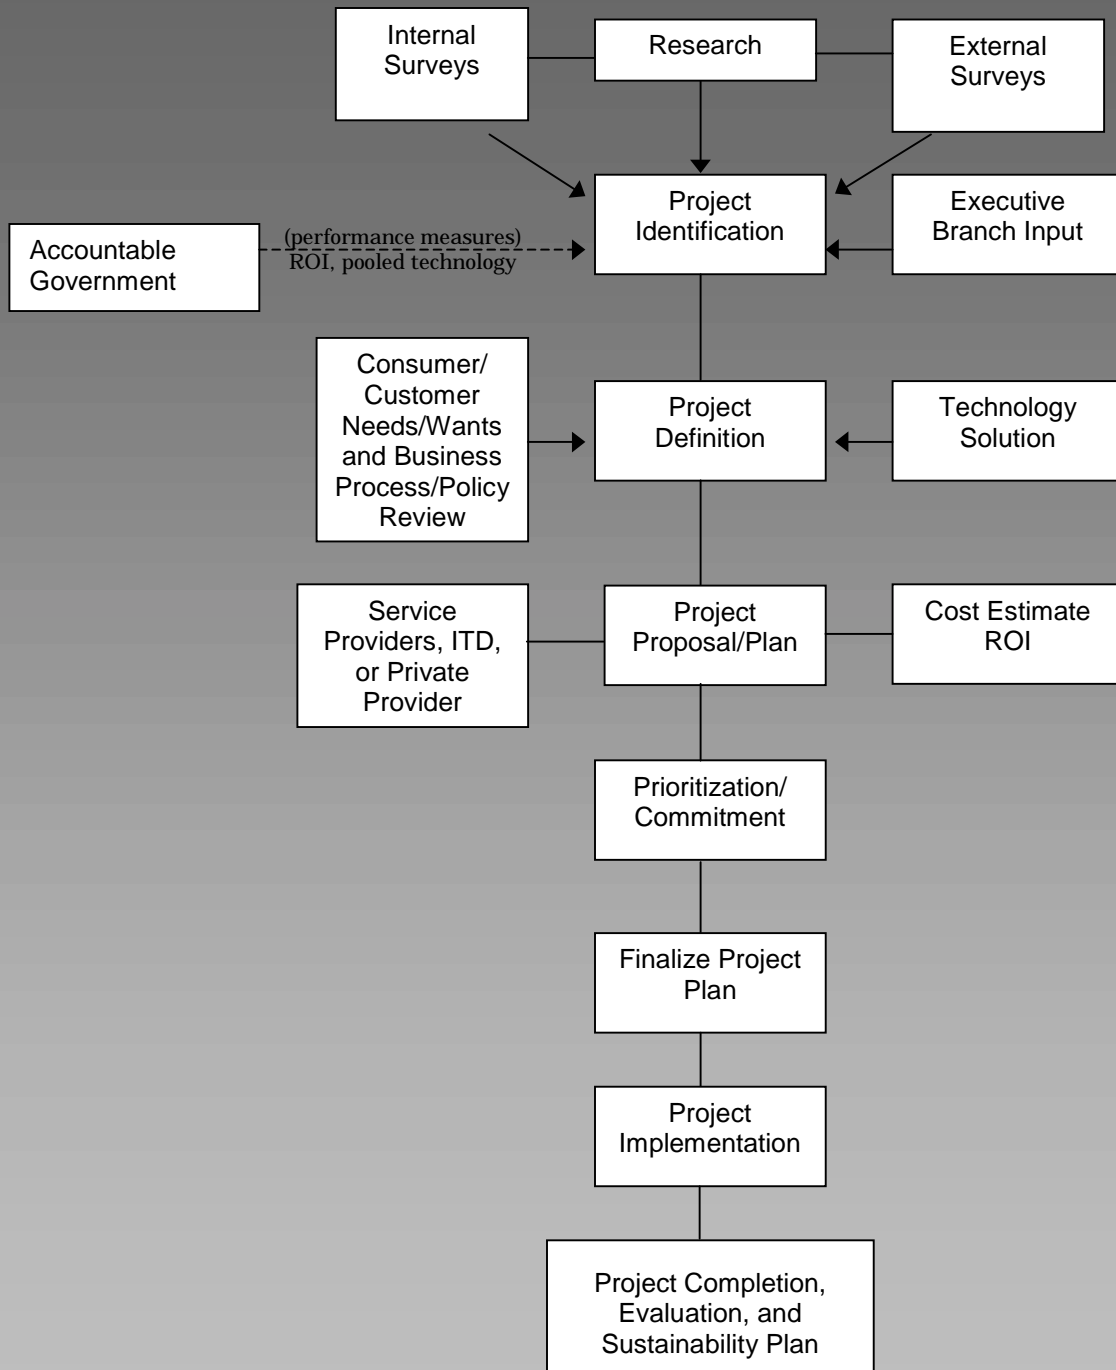 Internal
Surveys
Research
External
Surveys
Project
Identification
Executive
Branch Input
Accountable
Government
(performance measures)
ROI, pooled technology
Consumer/
Customer
Needs/Wants
and Business
Process/Policy
Review
Project
Definition
Technology
Solution
Service
Providers, ITD,
or Private
Provider
Project
Proposal/Plan
Cost Estimate
ROI
Prioritization/
Commitment
Finalize Project
Plan
Project
Implementation
Project Completion,
Evaluation, and
Sustainability Plan